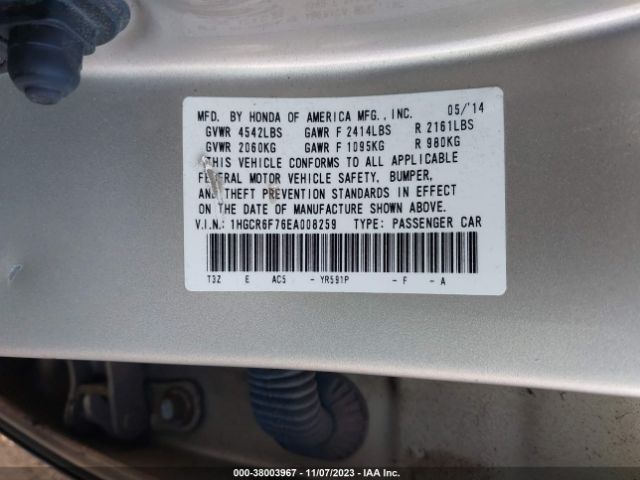 MFD. BY HONDA OF AMERICA MFG., INC. 05/'14
GVWR 4542LBS GAWR F 2414LBS R 2161LBS
GVWR 2060KG GAWR F 1095KG R 980KG
THIS VEHICLE CONFORMS TO ALL APPLICABLE
FEDERAL MOTOR VEHICLE SAFETY, BUMPER,
AND THEFT PREVENTION STANDARDS IN EFFECT
ON THE DATE OF MANUFACTURE SHOWN ABOVE.
V.I.N.: 1HGCR6F76EA008259 TYPE: PASSENGER CAR
T3Z E AC5 - YR591P - F - A
000-38003967 - 11/07/2023 - IAA Inc.